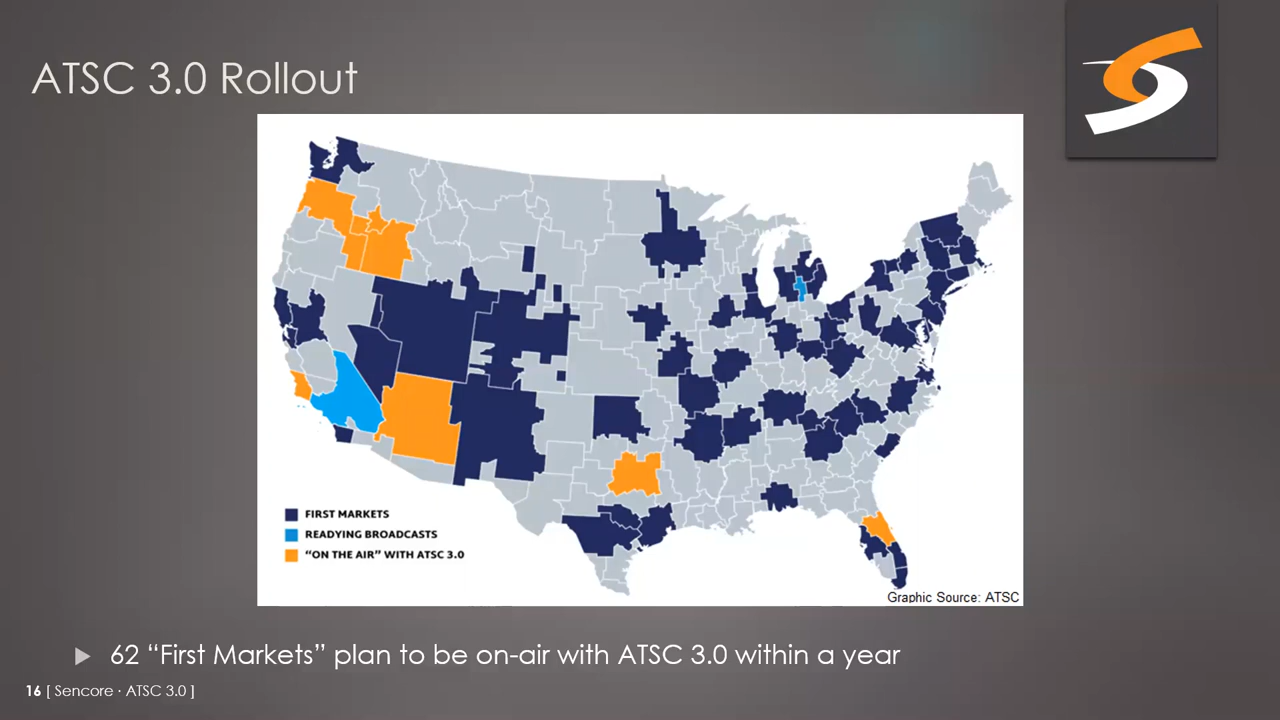 ATSC 3.0 Rollout
FIRST MARKETS
READYING BROADCASTS
"ON THE AIR" WITH ATSC 3.0
Graphic Source: ATSC
62 “First Markets” plan to be on-air with ATSC 3.0 within a year
16 [ Sencore · ATSC 3.0 ]